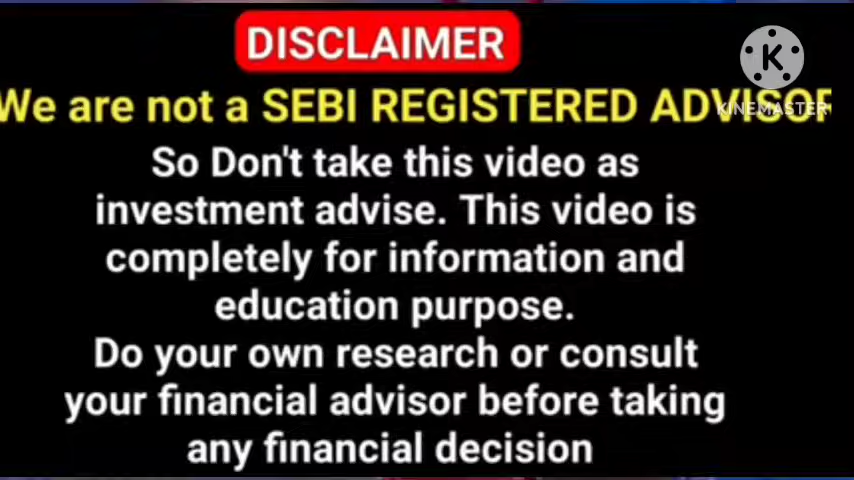 DISCLAIMER
We are not a SEBI REGISTERED ADVISOR
KINEMASTER
So Don't take this video as
investment advise. This video is
completely for information and
education purpose.
Do your own research or consult
your financial advisor before taking
any financial decision